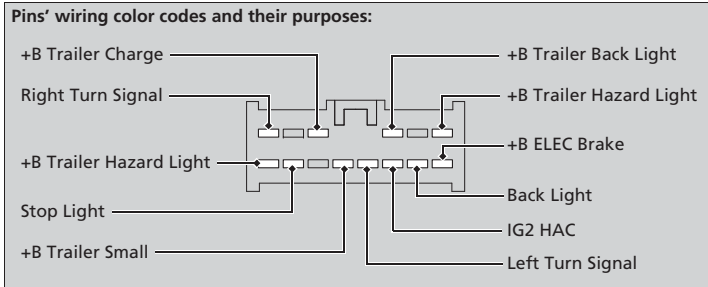 Pins’ wiring color codes and their purposes:
+B Trailer Charge
+B Trailer Back Light
Right Turn Signal
+B Trailer Hazard Light
+B ELEC Brake
+B Trailer Hazard Light
Back Light
Stop Light
IG2 HAC
+B Trailer Small
Left Turn Signal